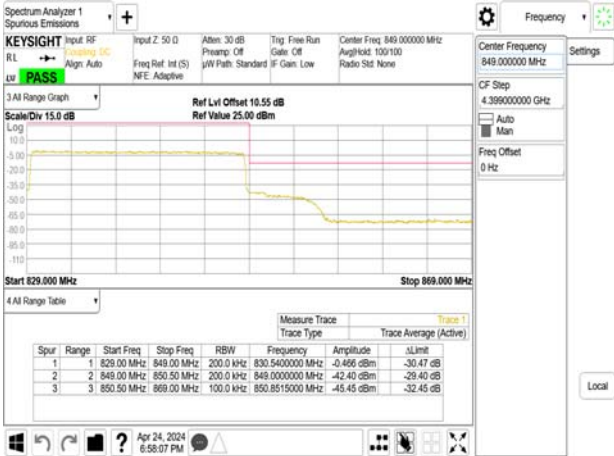 Spectrum Analyzer 1
Spurious Emissions
Frequency
KEYSIGHT
RL
PASS
Input: RF
Coupling: DC
Align: Auto
Input Z: 50 Ω
Freq Ref: Int (S)
NFE: Adaptive
Atten: 30 dB
Preamp: Off
µW Path: Standard
Trig: Free Run
Gate: Off
IF Gain: Low
Center Freq: 849.000000 MHz
Avg|Hold: 100/100
Radio Std: None
3 All Range Graph
Scale/Div 15.0 dB
Ref Lvl Offset 10.55 dB
Ref Value 25.00 dBm
Log
10.0
-5.00
-20.0
-35.0
-50.0
-65.0
-80.0
-95.0
-110
Start 829.000 MHz
Stop 869.000 MHz
4 All Range Table
Measure Trace Trace 1
Trace Type Trace Average (Active)
Spur Range Start Freq Stop Freq RBW Frequency Amplitude ΔLimit
1 1 829.00 MHz 849.00 MHz 200.0 kHz 830.5400000 MHz -0.466 dBm -30.47 dB
2 2 849.00 MHz 850.50 MHz 200.0 kHz 849.0000000 MHz -42.40 dBm -29.40 dB
3 3 850.50 MHz 869.00 MHz 100.0 kHz 850.8515000 MHz -45.45 dBm -32.45 dB
Center Frequency
849.000000 MHz
Settings
CF Step
4.399000000 GHz
Auto
Man
Freq Offset
0 Hz
Local
?
Apr 24, 2024
6:58:07 PM